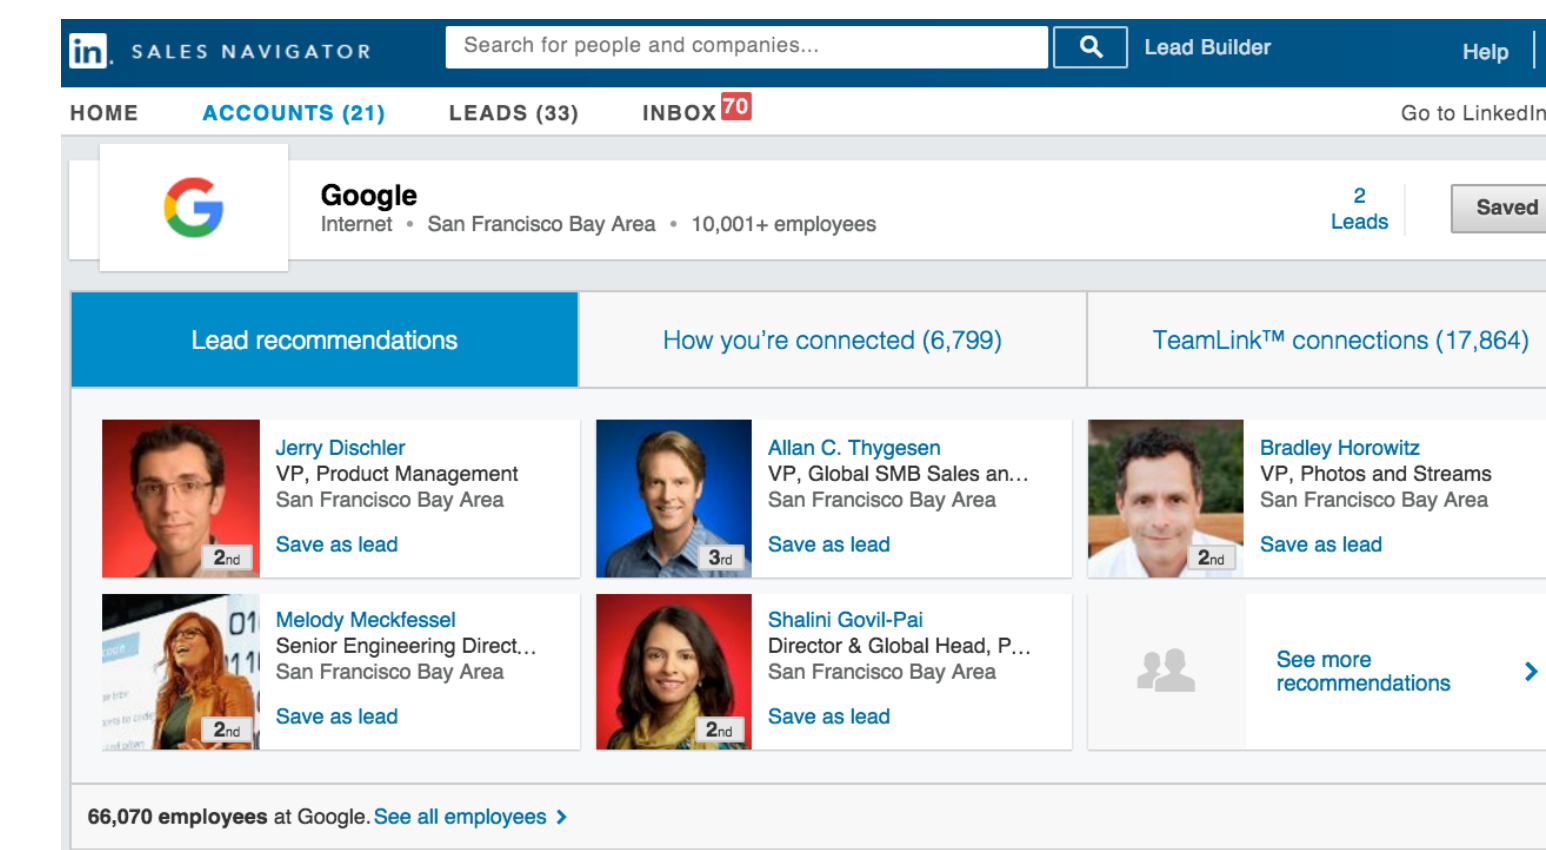 in. SALES NAVIGATOR
Search for people and companies...
Lead Builder
Help
HOME
ACCOUNTS (21)
LEADS (33)
INBOX 70
Go to LinkedIn
Google
Internet • San Francisco Bay Area • 10,001+ employees
2
Leads
Saved
Lead recommendations
How you’re connected (6,799)
TeamLink™ connections (17,864)
Jerry Dischler
VP, Product Management
San Francisco Bay Area
Save as lead
2nd
Allan C. Thygesen
VP, Global SMB Sales an...
San Francisco Bay Area
Save as lead
3rd
Bradley Horowitz
VP, Photos and Streams
San Francisco Bay Area
Save as lead
2nd
Melody Meckfessel
Senior Engineering Direct...
San Francisco Bay Area
Save as lead
2nd
Shalini Govil-Pai
Director & Global Head, P...
San Francisco Bay Area
Save as lead
2nd
See more
recommendations
66,070 employees at Google. See all employees